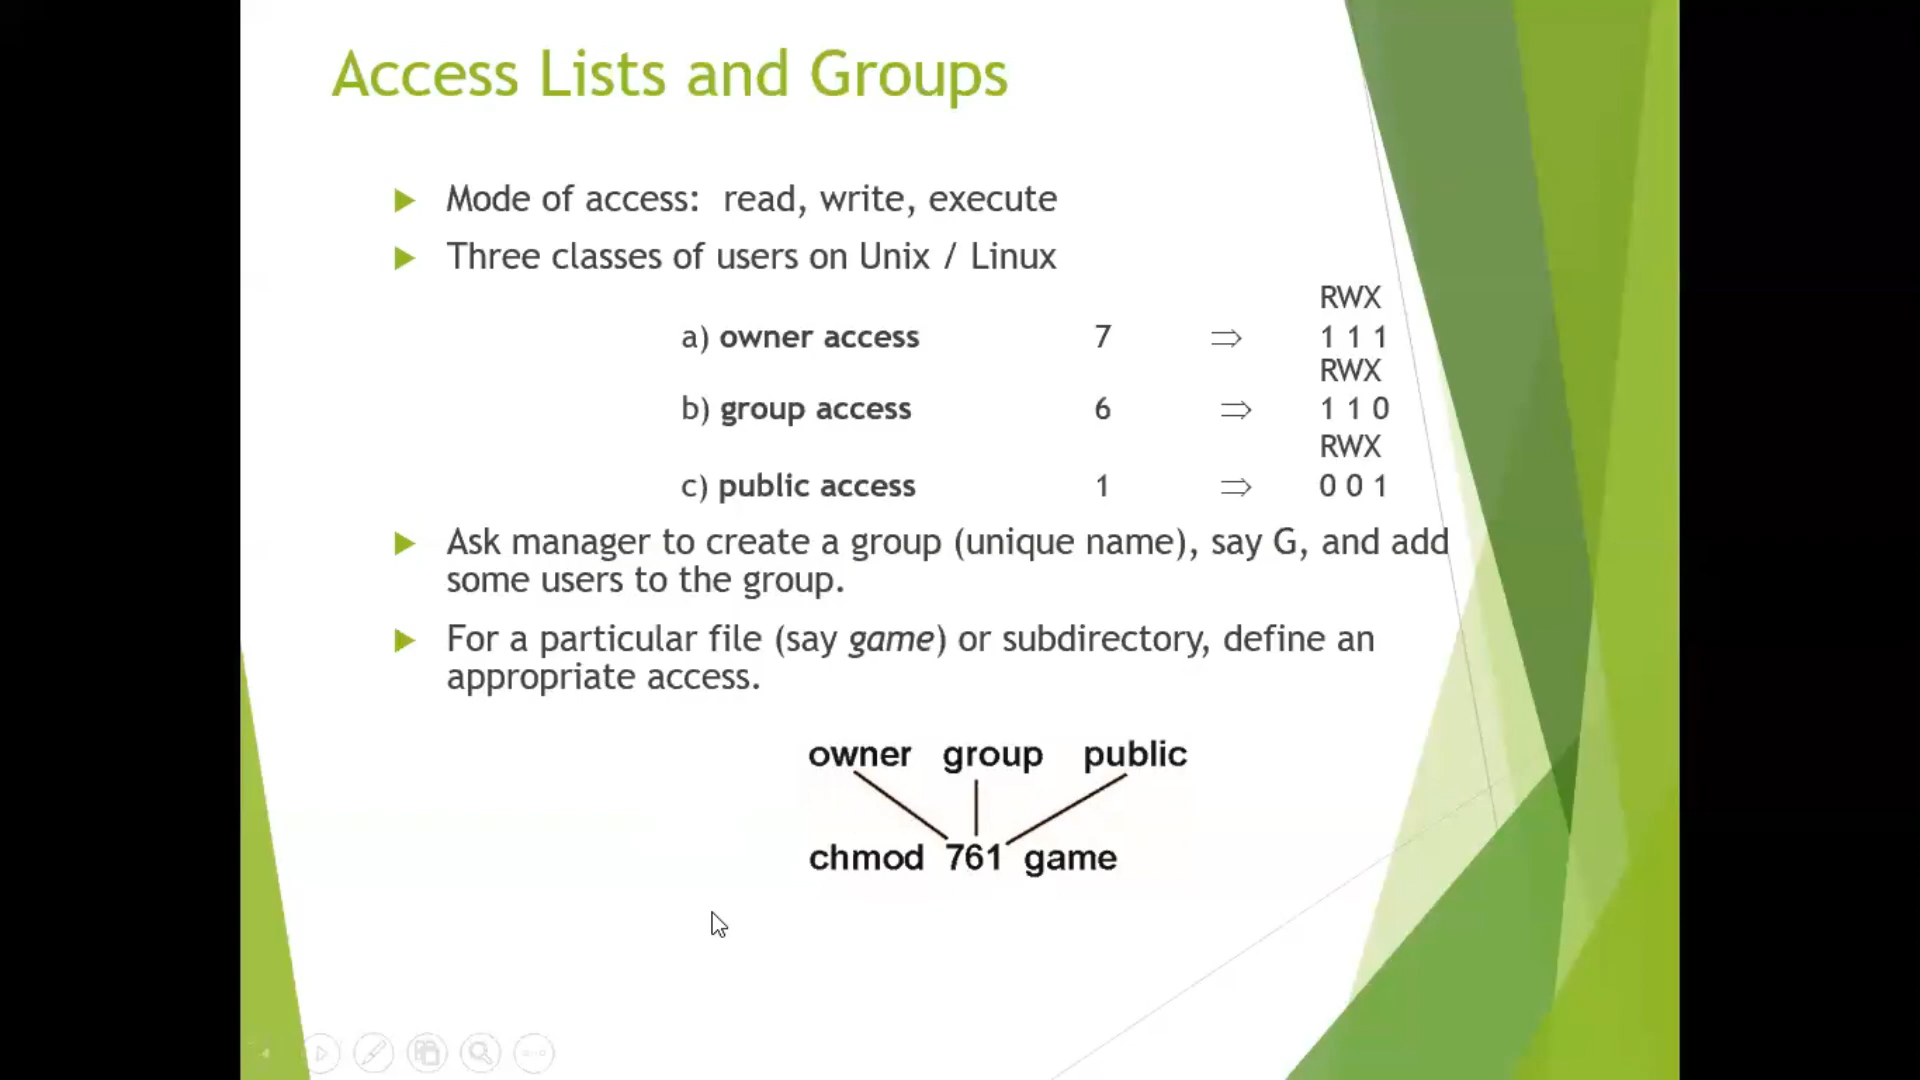 Access Lists and Groups
Mode of access: read, write, execute
Three classes of users on Unix / Linux
RWX
a) owner access 7 ⇒ 1 1 1
RWX
b) group access 6 ⇒ 1 1 0
RWX
c) public access 1 ⇒ 0 0 1
Ask manager to create a group (unique name), say G, and add
some users to the group.
For a particular file (say game) or subdirectory, define an
appropriate access.
owner group public
chmod 761 game